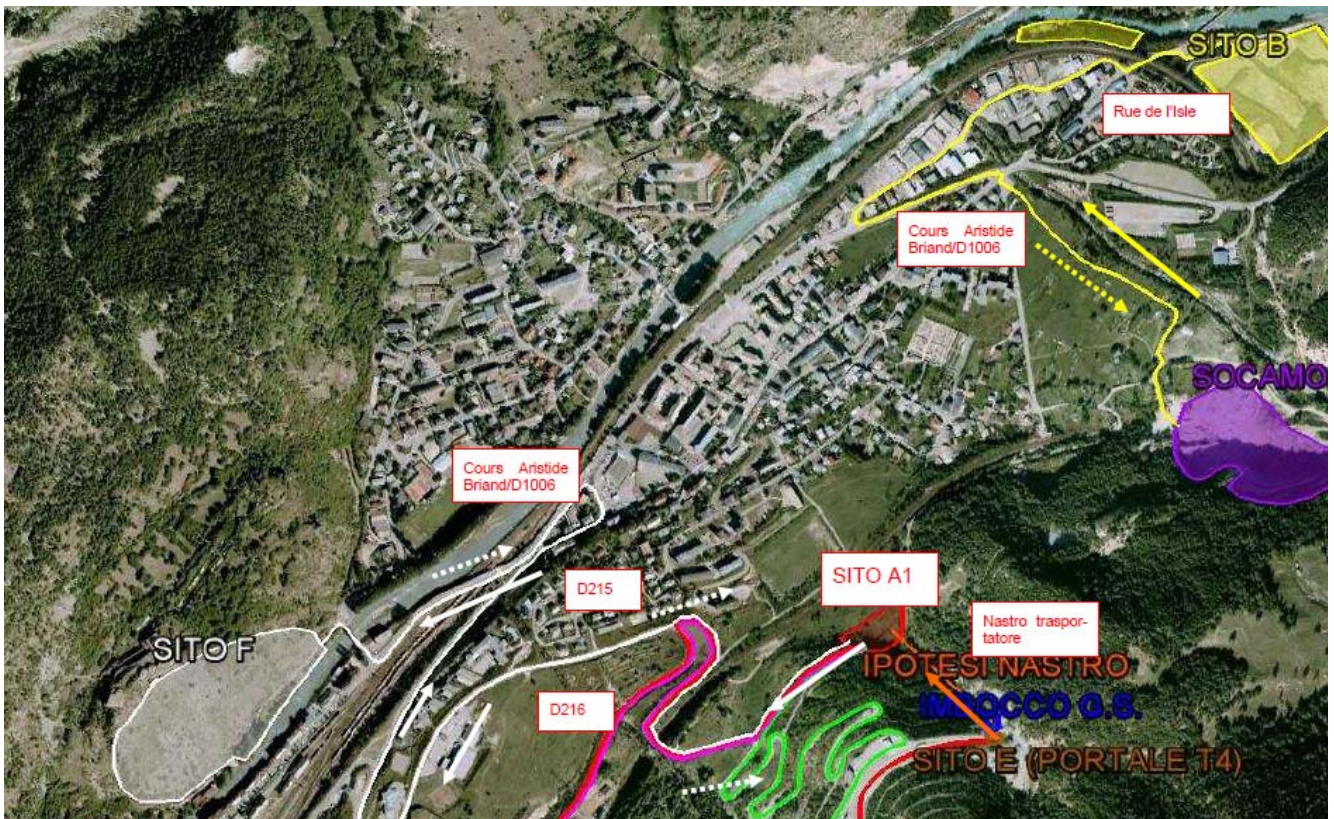 SITO B
Rue de l'Isle
Cours Aristide
Briand/D1006
SOCAMO
Cours Aristide
Briand/D1006
D215
SITO A1
Nastro traspor-
tatore
SITO F
IPOTESI NASTRO
D216
IMBOCCO G.S.
SITO E (PORTALE T4)